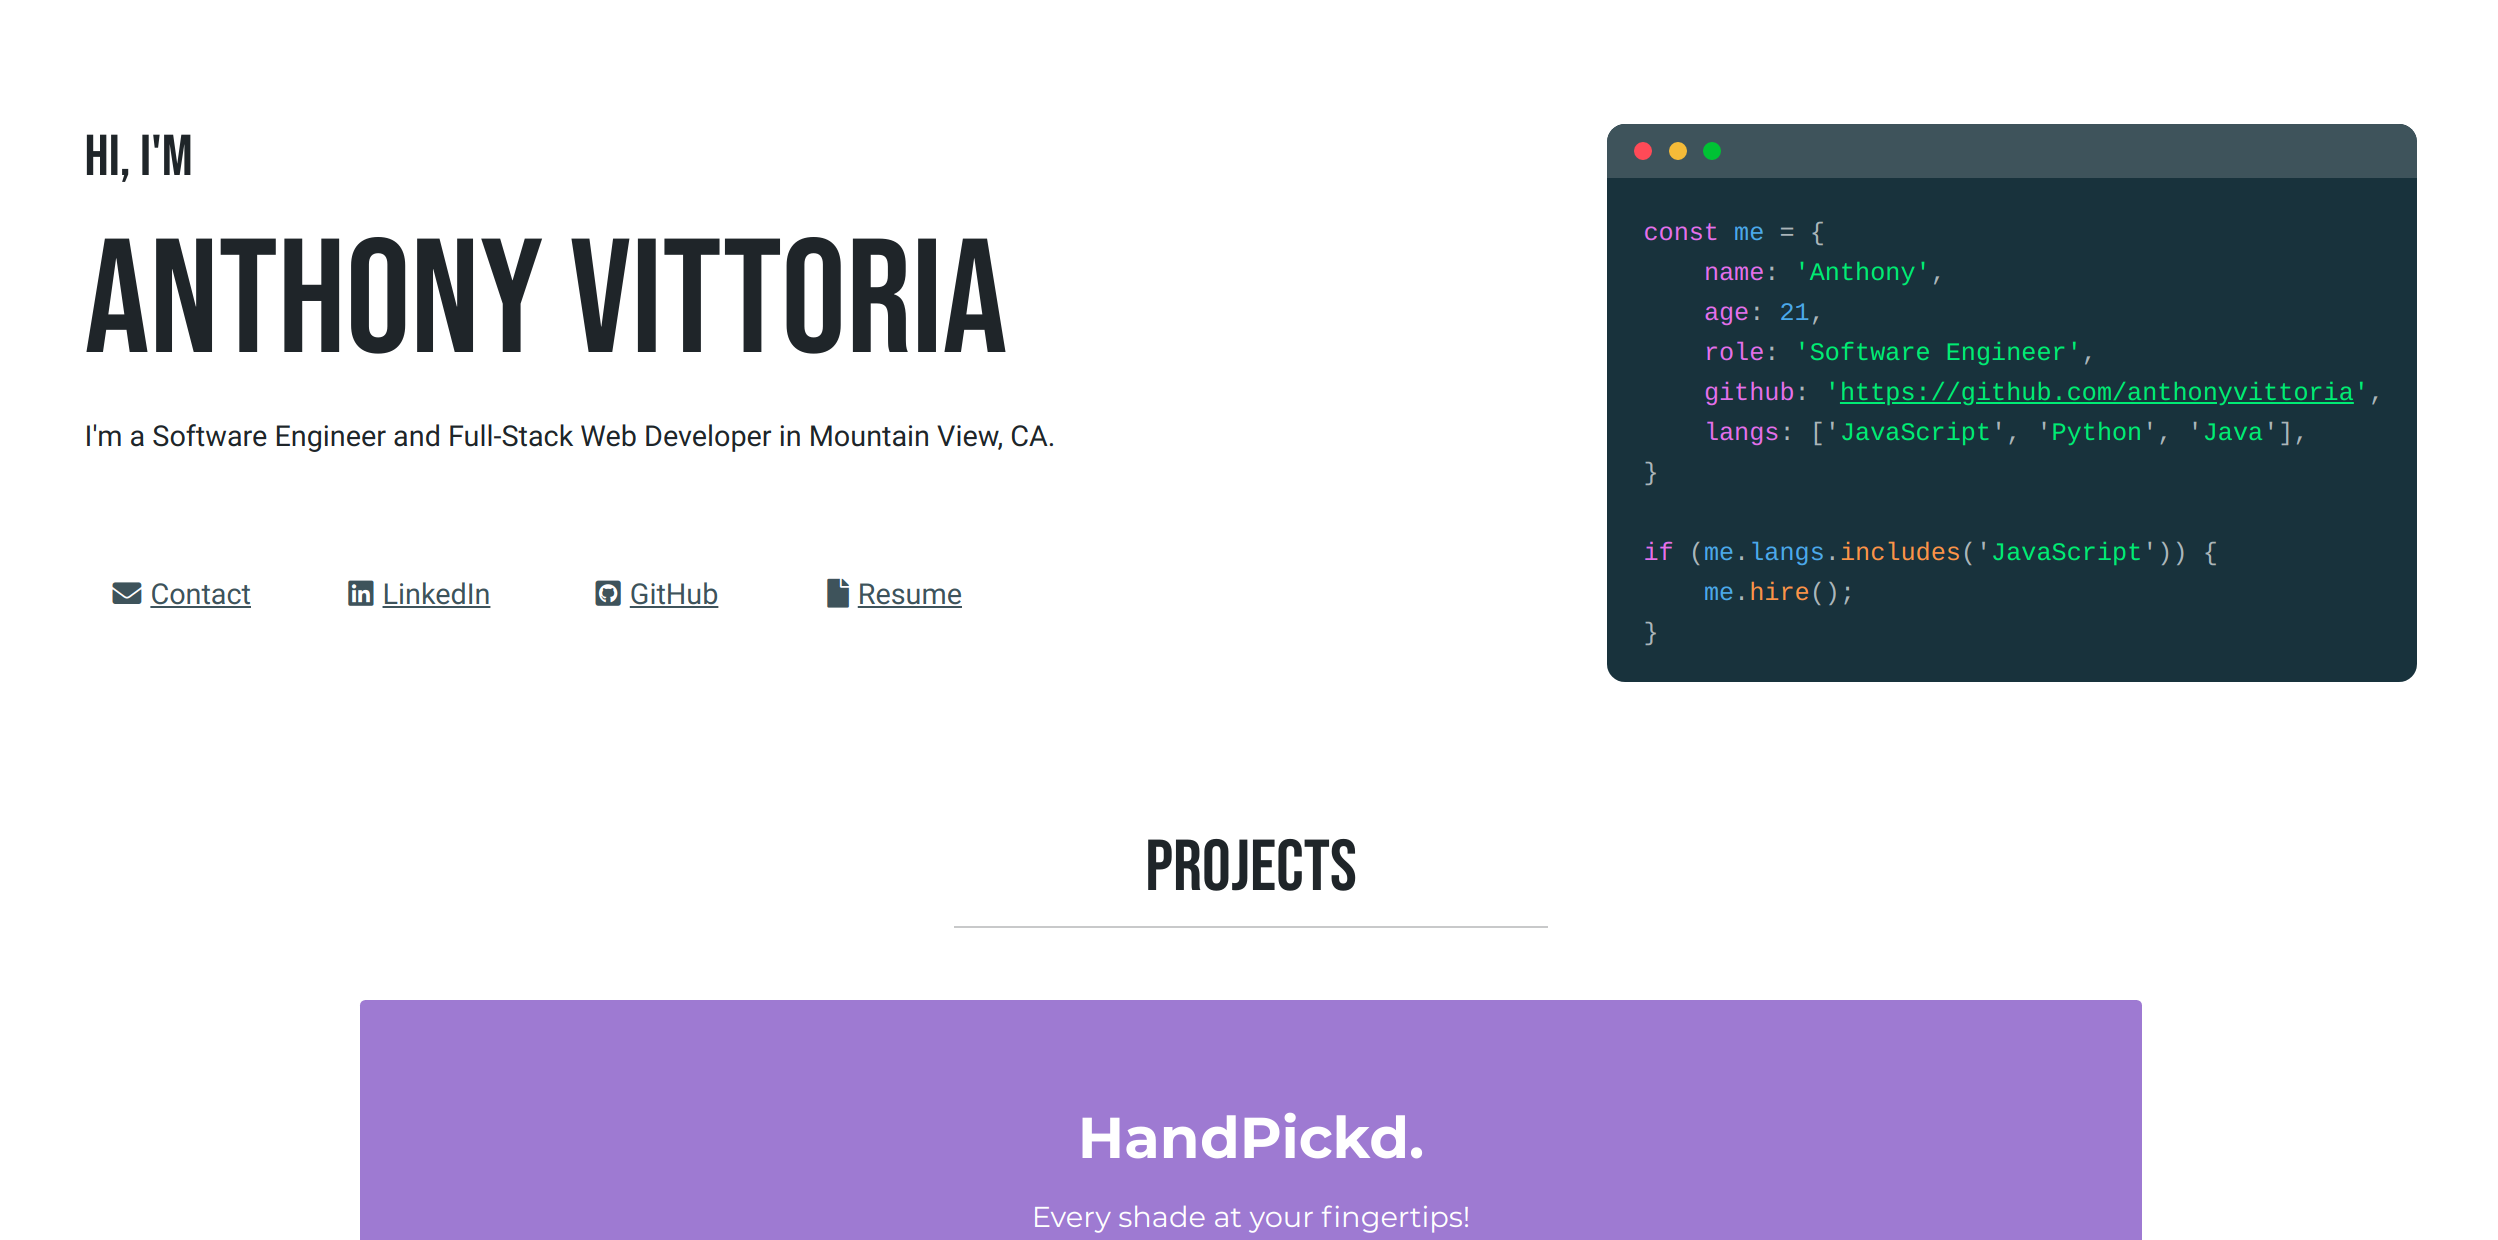 HI, I'M
ANTHONY VITTORIA
I'm a Software Engineer and Full-Stack Web Developer in Mountain View, CA.
Contact LinkedIn GitHub Resume
const me = {
    name: 'Anthony',
    age: 21,
    role: 'Software Engineer',
    github: 'https://github.com/anthonyvittoria',
    langs: ['JavaScript', 'Python', 'Java'],
}
if (me.langs.includes('JavaScript')) {
    me.hire();
}
PROJECTS
HandPickd.
Every shade at your fingertips!